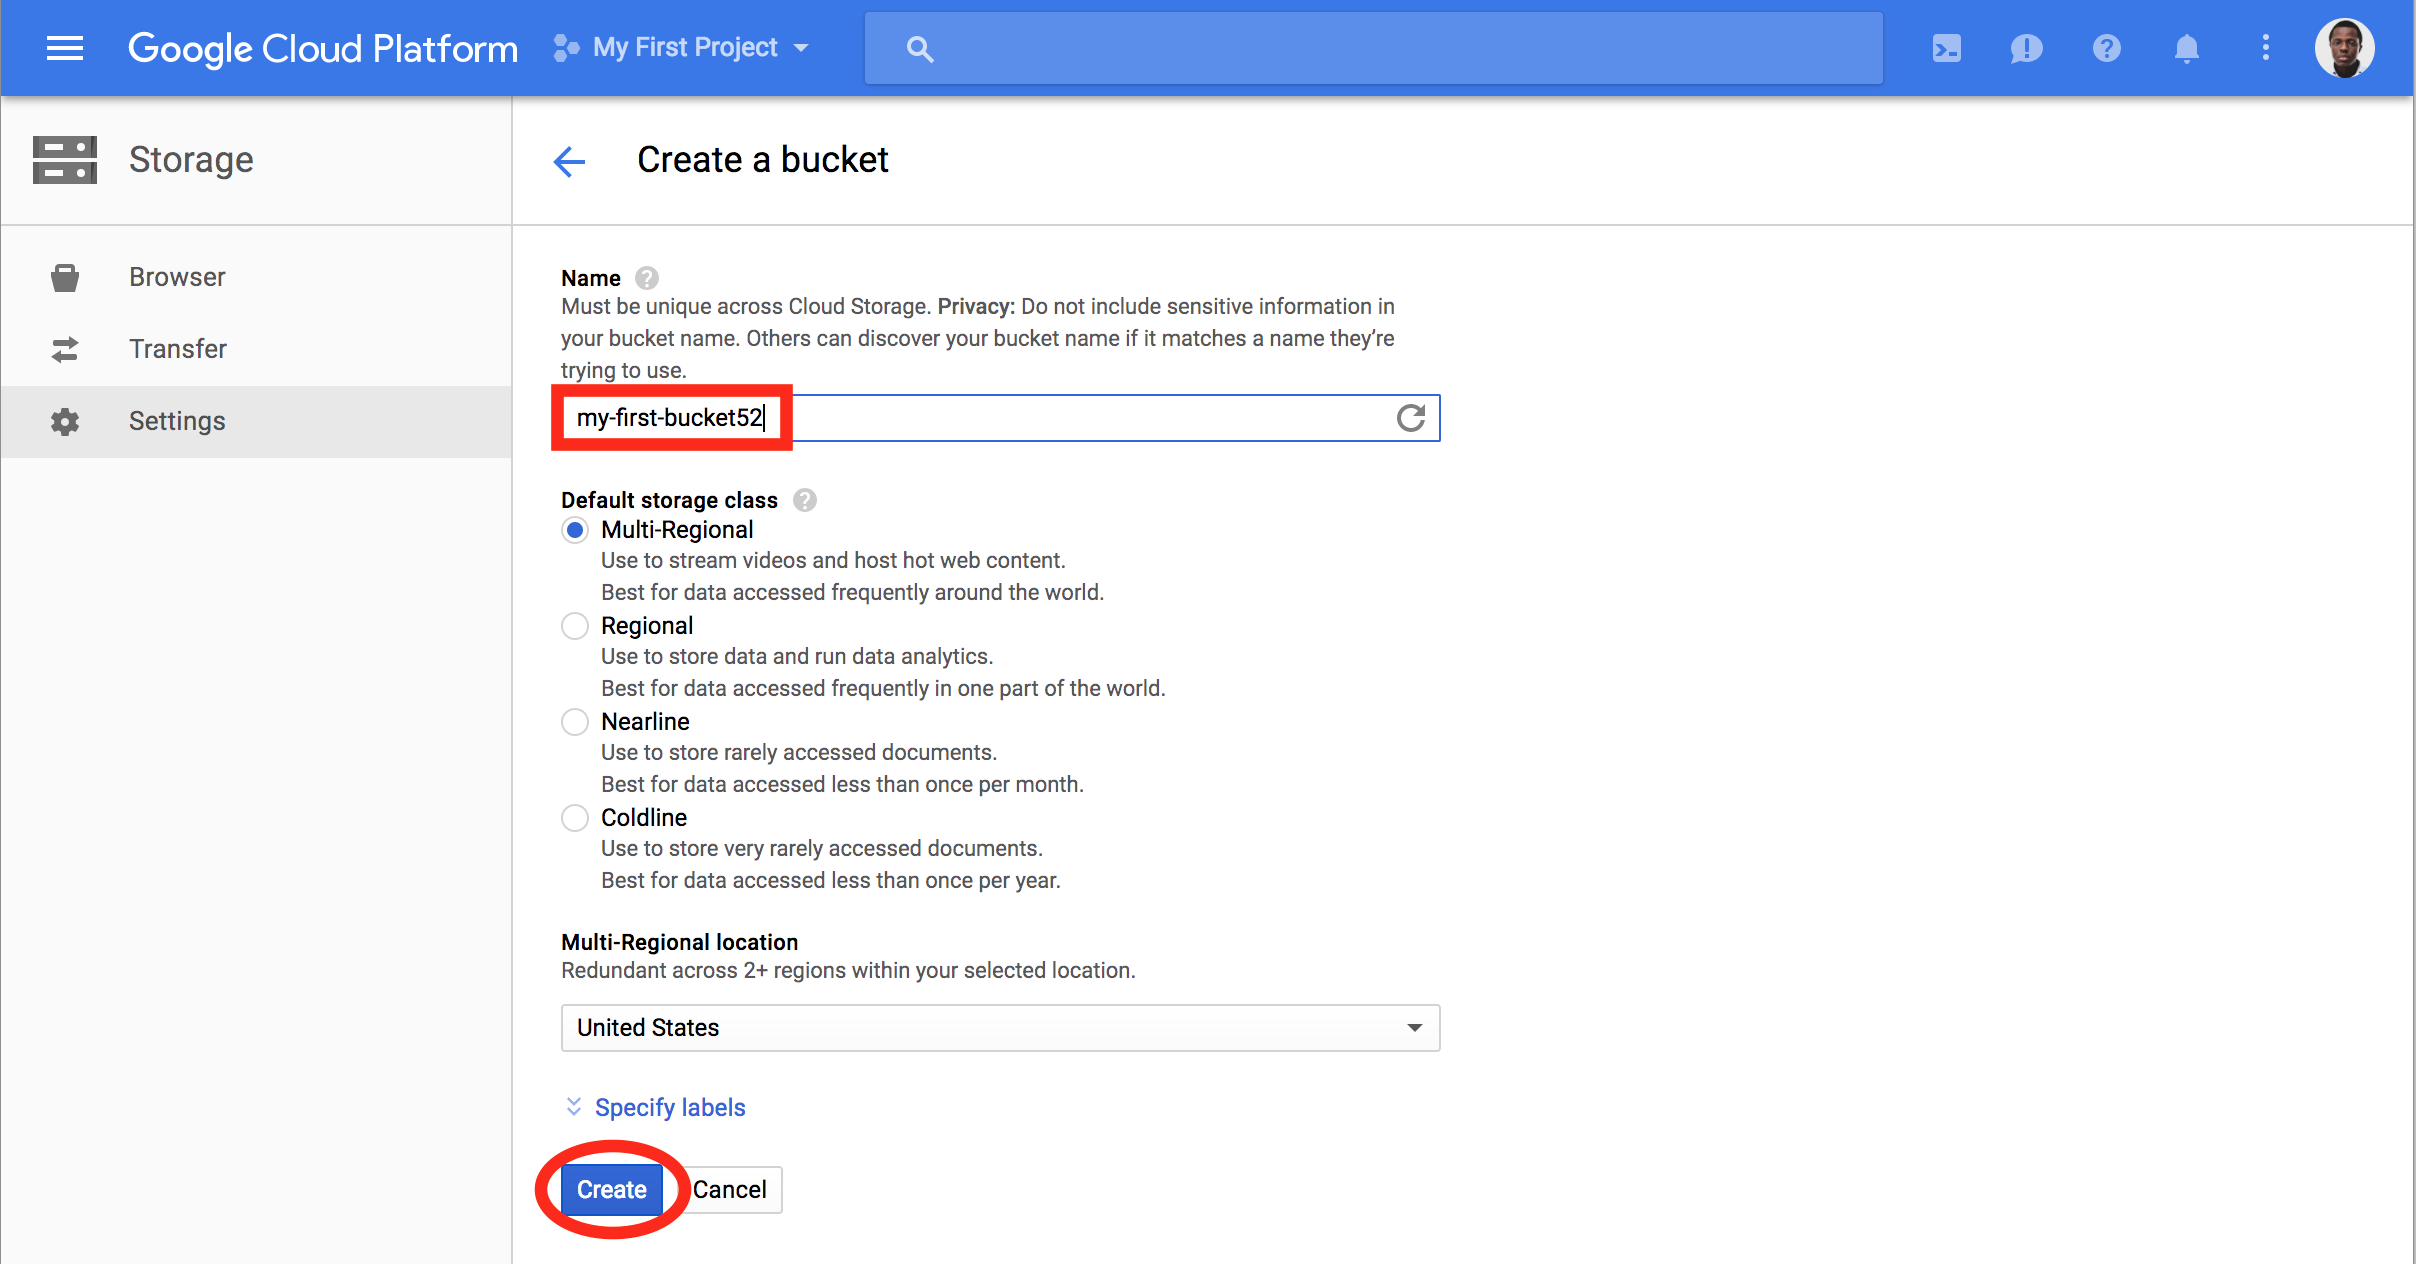 Google Cloud Platform
My First Project
Storage
Create a bucket
Browser
Transfer
Settings
Name
Must be unique across Cloud Storage. Privacy: Do not include sensitive information in
your bucket name. Others can discover your bucket name if it matches a name they’re
trying to use.
my-first-bucket52
Default storage class
Multi-Regional
Use to stream videos and host hot web content.
Best for data accessed frequently around the world.
Regional
Use to store data and run data analytics.
Best for data accessed frequently in one part of the world.
Nearline
Use to store rarely accessed documents.
Best for data accessed less than once per month.
Coldline
Use to store very rarely accessed documents.
Best for data accessed less than once per year.
Multi-Regional location
Redundant across 2+ regions within your selected location.
United States
Specify labels
Create
Cancel